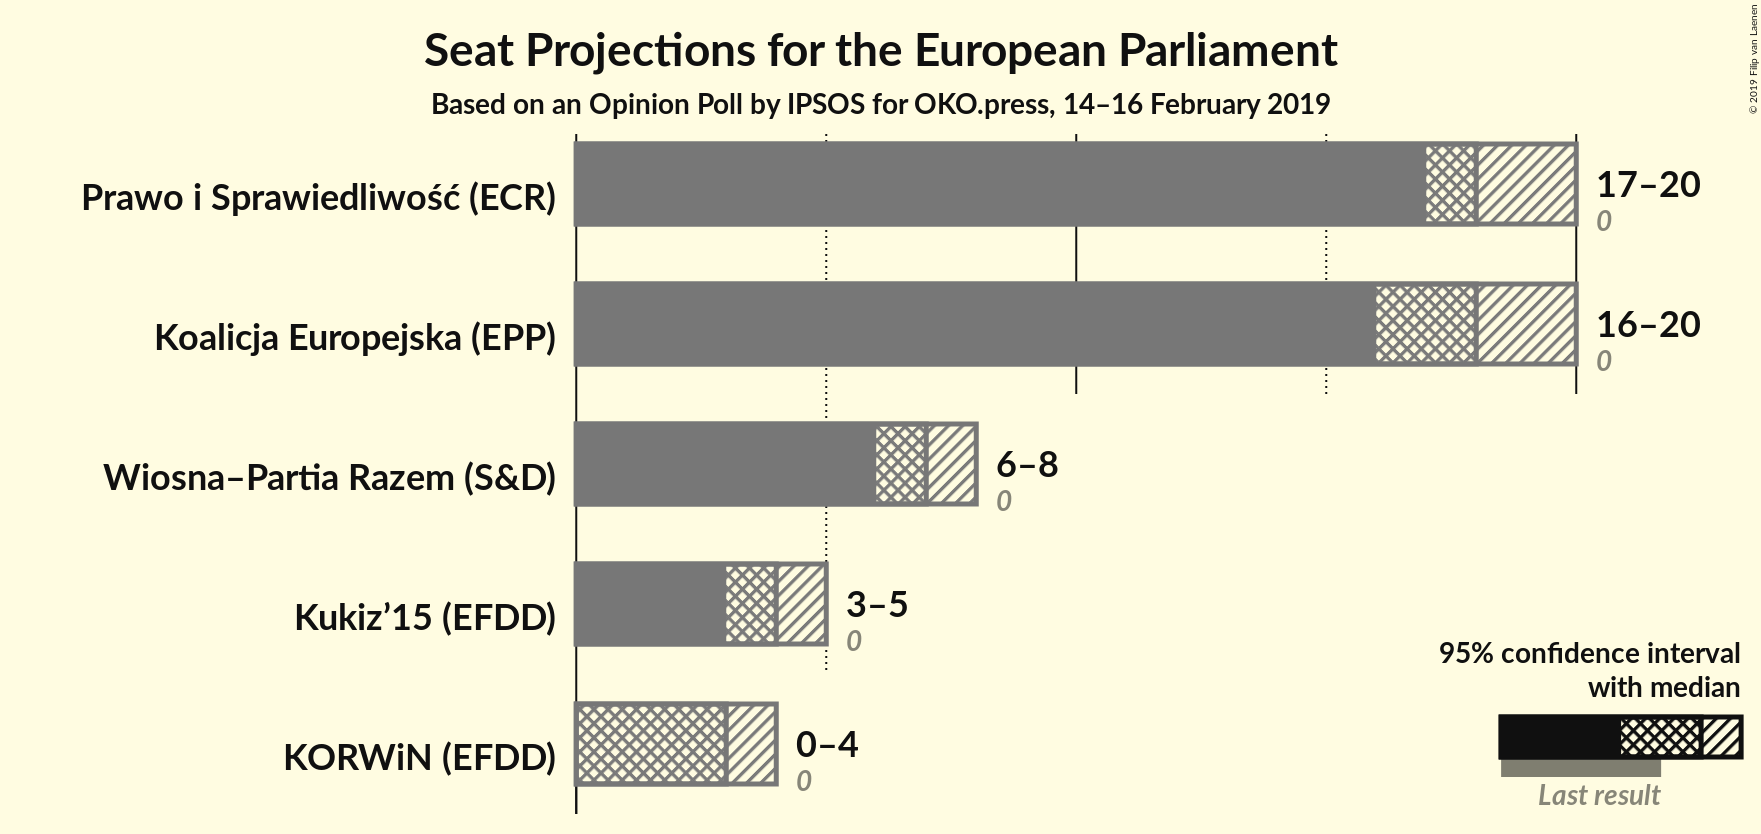 Seat Projections for the European Parliament
Based on an Opinion Poll by IPSOS for OKO.press, 14–16 February 2019
© 2019 Filip van Laenen
Prawo i Sprawiedliwość (ECR)
17–20
0
Koalicja Europejska (EPP)
16–20
0
Wiosna–Partia Razem (S&D)
6–8
0
Kukiz’15 (EFDD)
3–5
0
KORWiN (EFDD)
0–4
0
95% confidence interval
with median
Last result